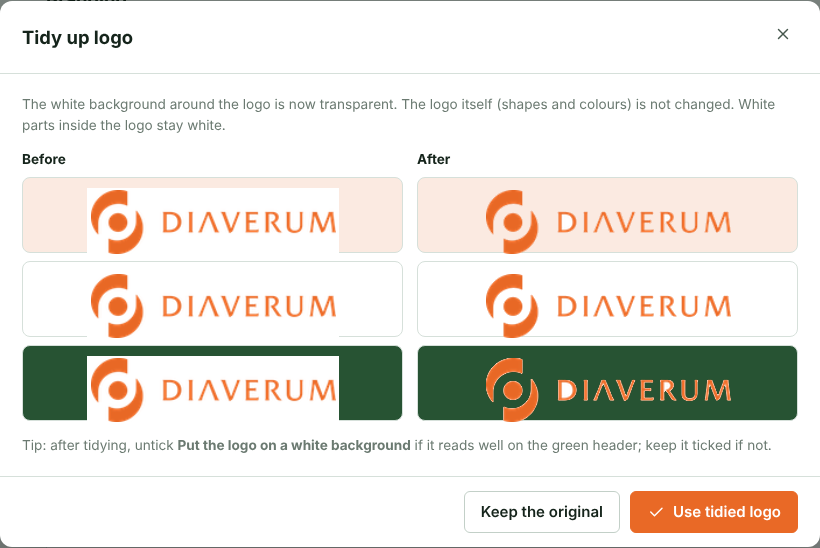 Tidy up logo
The white background around the logo is now transparent. The logo itself (shapes and colours) is not changed. White
parts inside the logo stay white.
Before
After
DIAVERUM
DIAVERUM
DIAVERUM
DIAVERUM
DIAVERUM
DIAVERUM
Tip: after tidying, untick Put the logo on a white background if it reads well on the green header; keep it ticked if not.
Keep the original
Use tidied logo